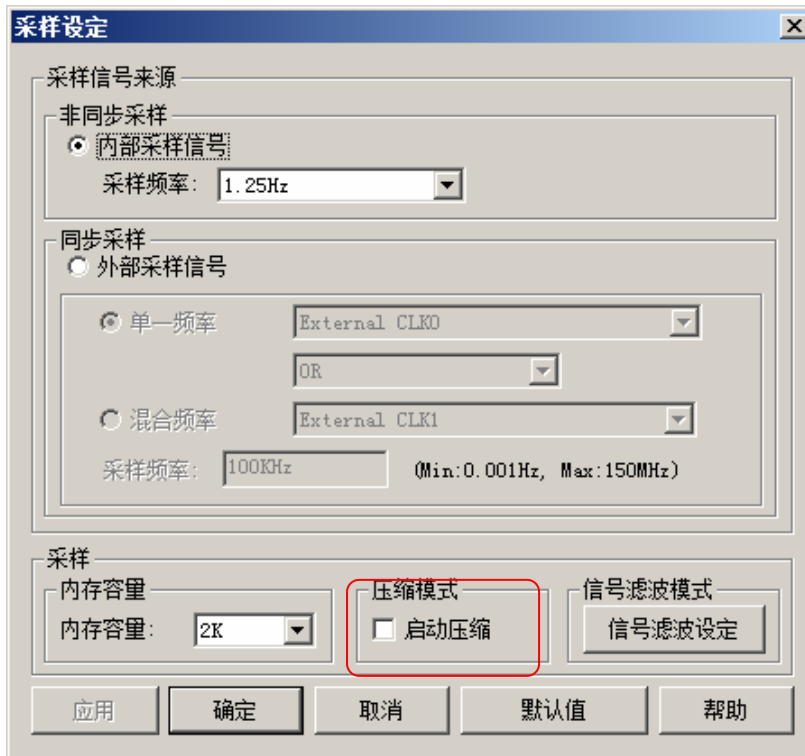 采样设定
采样信号来源
非同步采样
内部采样信号
采样频率: 1.25Hz
同步采样
外部采样信号
单一频率 External CLK0
OR
混合频率 External CLK1
采样频率: 100KHz (Min:0.001Hz, Max:150MHz)
采样
内存容量 压缩模式 信号滤波模式
内存容量: 2K 启动压缩 信号滤波设定
应用 确定 取消 默认值 帮助